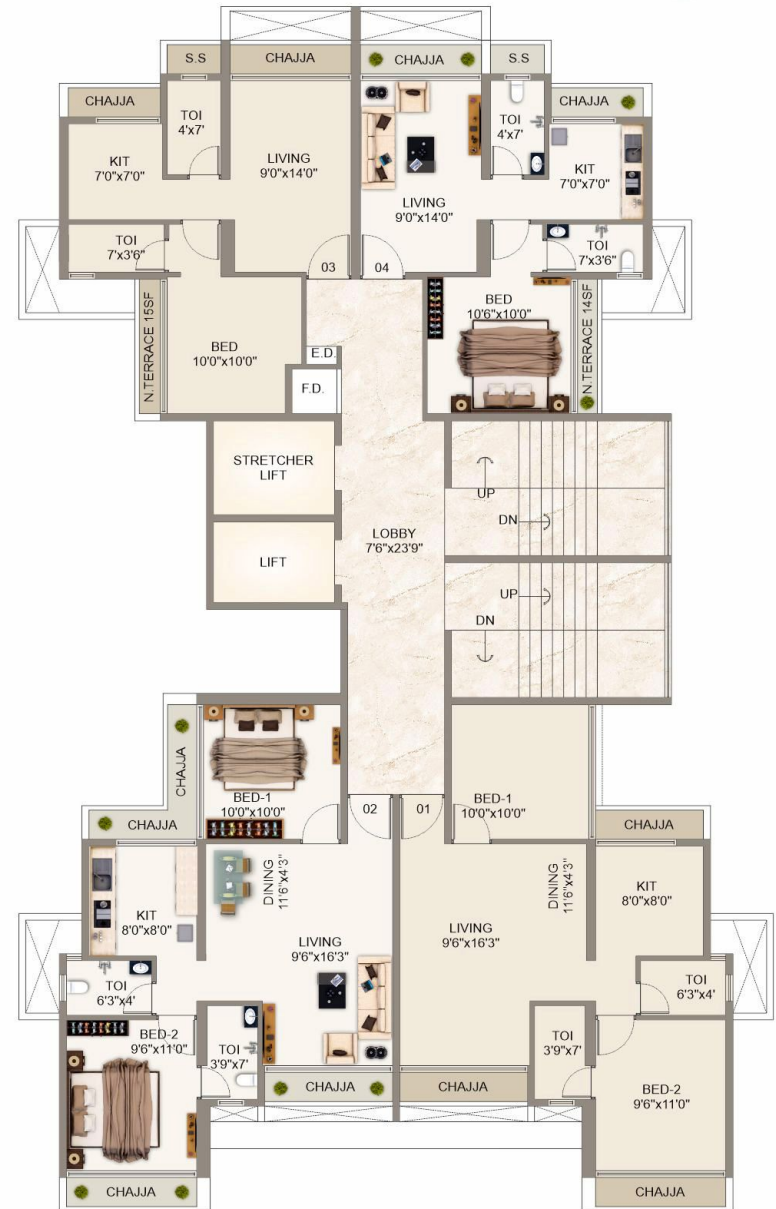 S.S
CHAJJA
CHAJJA
S.S
CHAJJA
CHAJJA
TOI
4'x7'
TOI
4'x7'
KIT
7'0"x7'0"
LIVING
9'0"x14'0"
LIVING
9'0"x14'0"
KIT
7'0"x7'0"
TOI
7'x3'6"
TOI
7'x3'6"
03
04
N.TERRACE 15SF
BED
10'0"x10'0"
BED
10'6"x10'0"
N.TERRACE 14SF
E.D.
F.D.
STRETCHER
LIFT
UP
DN
LOBBY
7'6"x23'9"
LIFT
UP
DN
CHAJJA
CHAJJA
BED-1
10'0"x10'0"
BED-1
10'0"x10'0"
02
01
CHAJJA
DINING
11'6"x4'3"
DINING
11'6"x4'3"
KIT
8'0"x8'0"
LIVING
9'6"x16'3"
LIVING
9'6"x16'3"
KIT
8'0"x8'0"
TOI
6'3"x4'
TOI
6'3"x4'
BED-2
9'6"x11'0"
TOI
3'9"x7'
TOI
3'9"x7'
BED-2
9'6"x11'0"
CHAJJA
CHAJJA
CHAJJA
CHAJJA